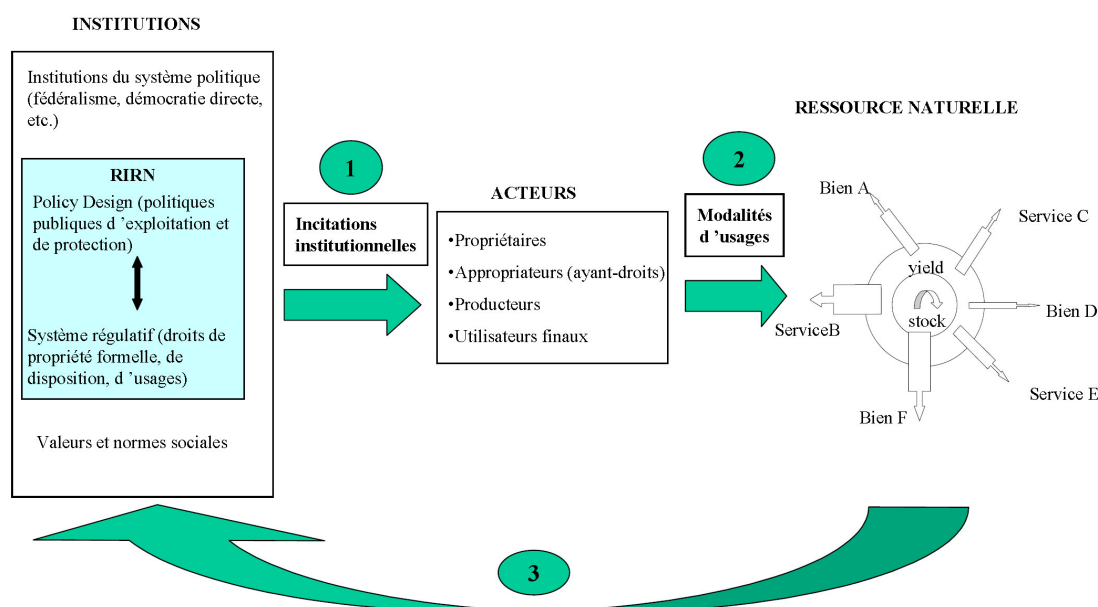 INSTITUTIONS
Institutions du système politique
(fédéralisme, démocratie directe,
etc.)
RIRN
Policy Design (politiques
publiques d ’exploitation et
de protection)
Système régulatif (droits de
propriété formelle, de
disposition, d ’usages)
Valeurs et normes sociales
1
Incitations
institutionnelles
ACTEURS
•Propriétaires
•Appropriateurs (ayant-droits)
•Producteurs
•Utilisateurs finaux
2
Modalités
d ’usages
RESSOURCE NATURELLE
Bien A
Service C
yield
Bien D
stock
ServiceB
Service E
Bien F
3